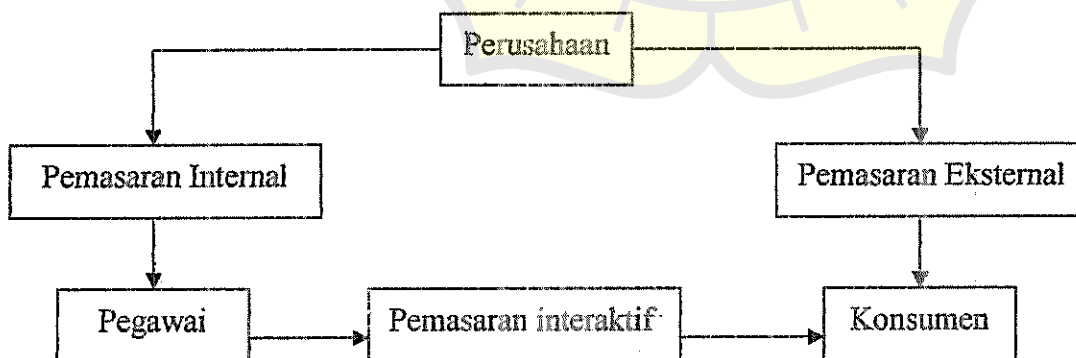 Perusahaan
Pemasaran Internal
Pemasaran Eksternal
Pegawai
Pemasaran interaktif
Konsumen